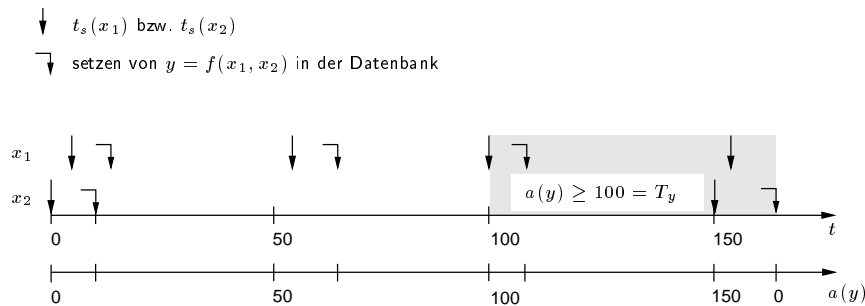 t_s(x_1) bzw. t_s(x_2)
setzen von y = f(x_1, x_2) in der Datenbank
x_1
x_2
a(y) ≥ 100 = T_y
0 50 100 150 t
0 50 100 150 0 a(y)